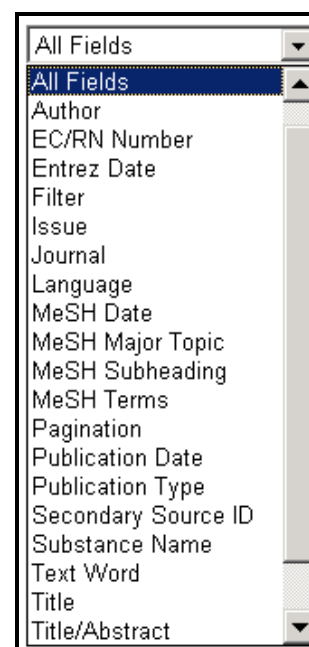 All Fields
All Fields
Author
EC/RN Number
Entrez Date
Filter
Issue
Journal
Language
MeSH Date
MeSH Major Topic
MeSH Subheading
MeSH Terms
Pagination
Publication Date
Publication Type
Secondary Source ID
Substance Name
Text Word
Title
Title/Abstract